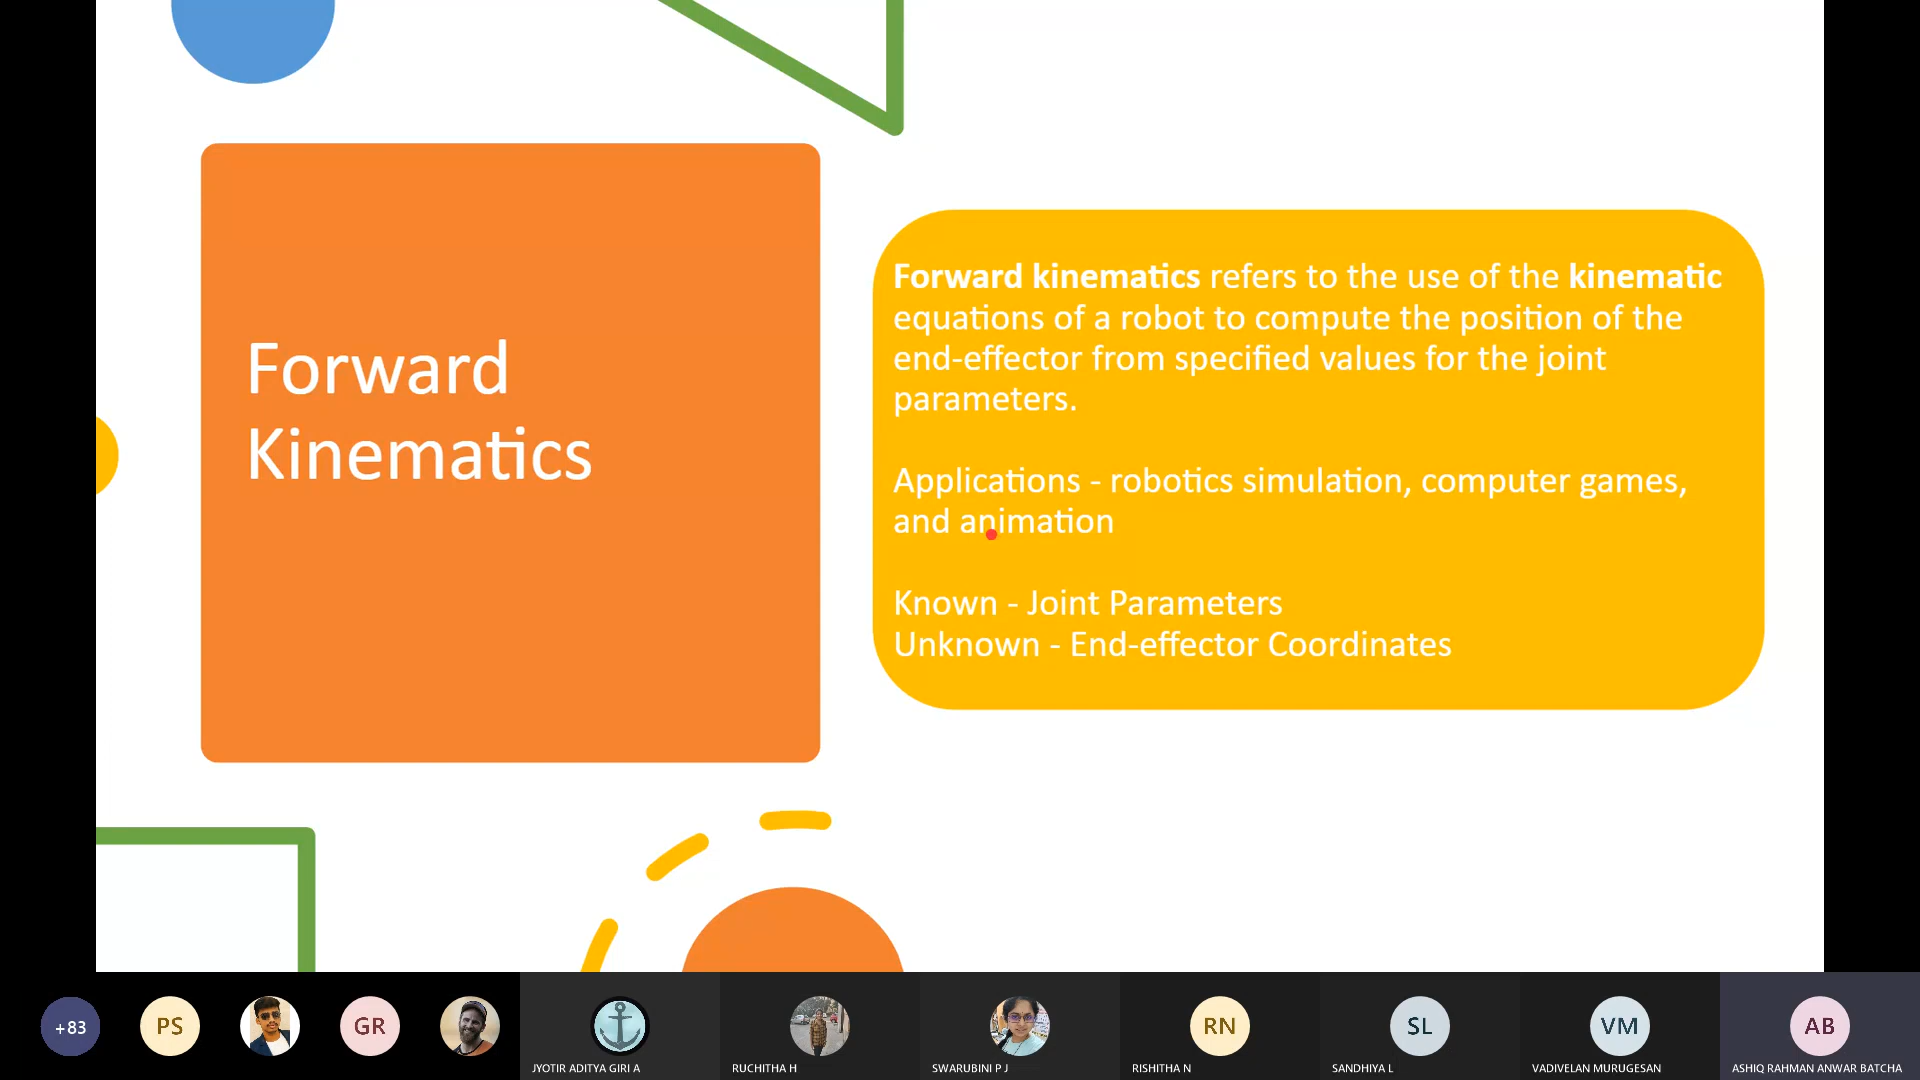 Forward
Kinematics
Forward kinematics refers to the use of the kinematic
equations of a robot to compute the position of the
end-effector from specified values for the joint
parameters.
Applications - robotics simulation, computer games,
and animation
Known - Joint Parameters
Unknown - End-effector Coordinates
+83
PS
GR
RN
SL
VM
AB
JYOTIR ADITYA GIRI A
RUCHITHA H
SWARUBINI P J
RISHITHA N
SANDHIYA L
VADIVELAN MURUGESAN
ASHIQ RAHMAN ANWAR BATCHA